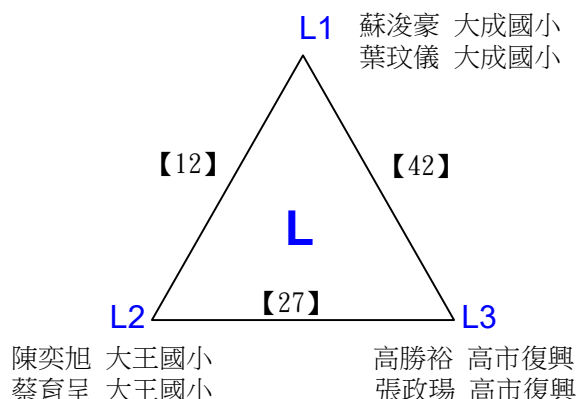 L1 蘇浚豪 大成國小
葉玟儀 大成國小
【12】 【42】
L
【27】
L2 L3
陳奕旭 大王國小 高勝裕 高市復興
蔡育呈 大王國小 張政瑒 高市復興